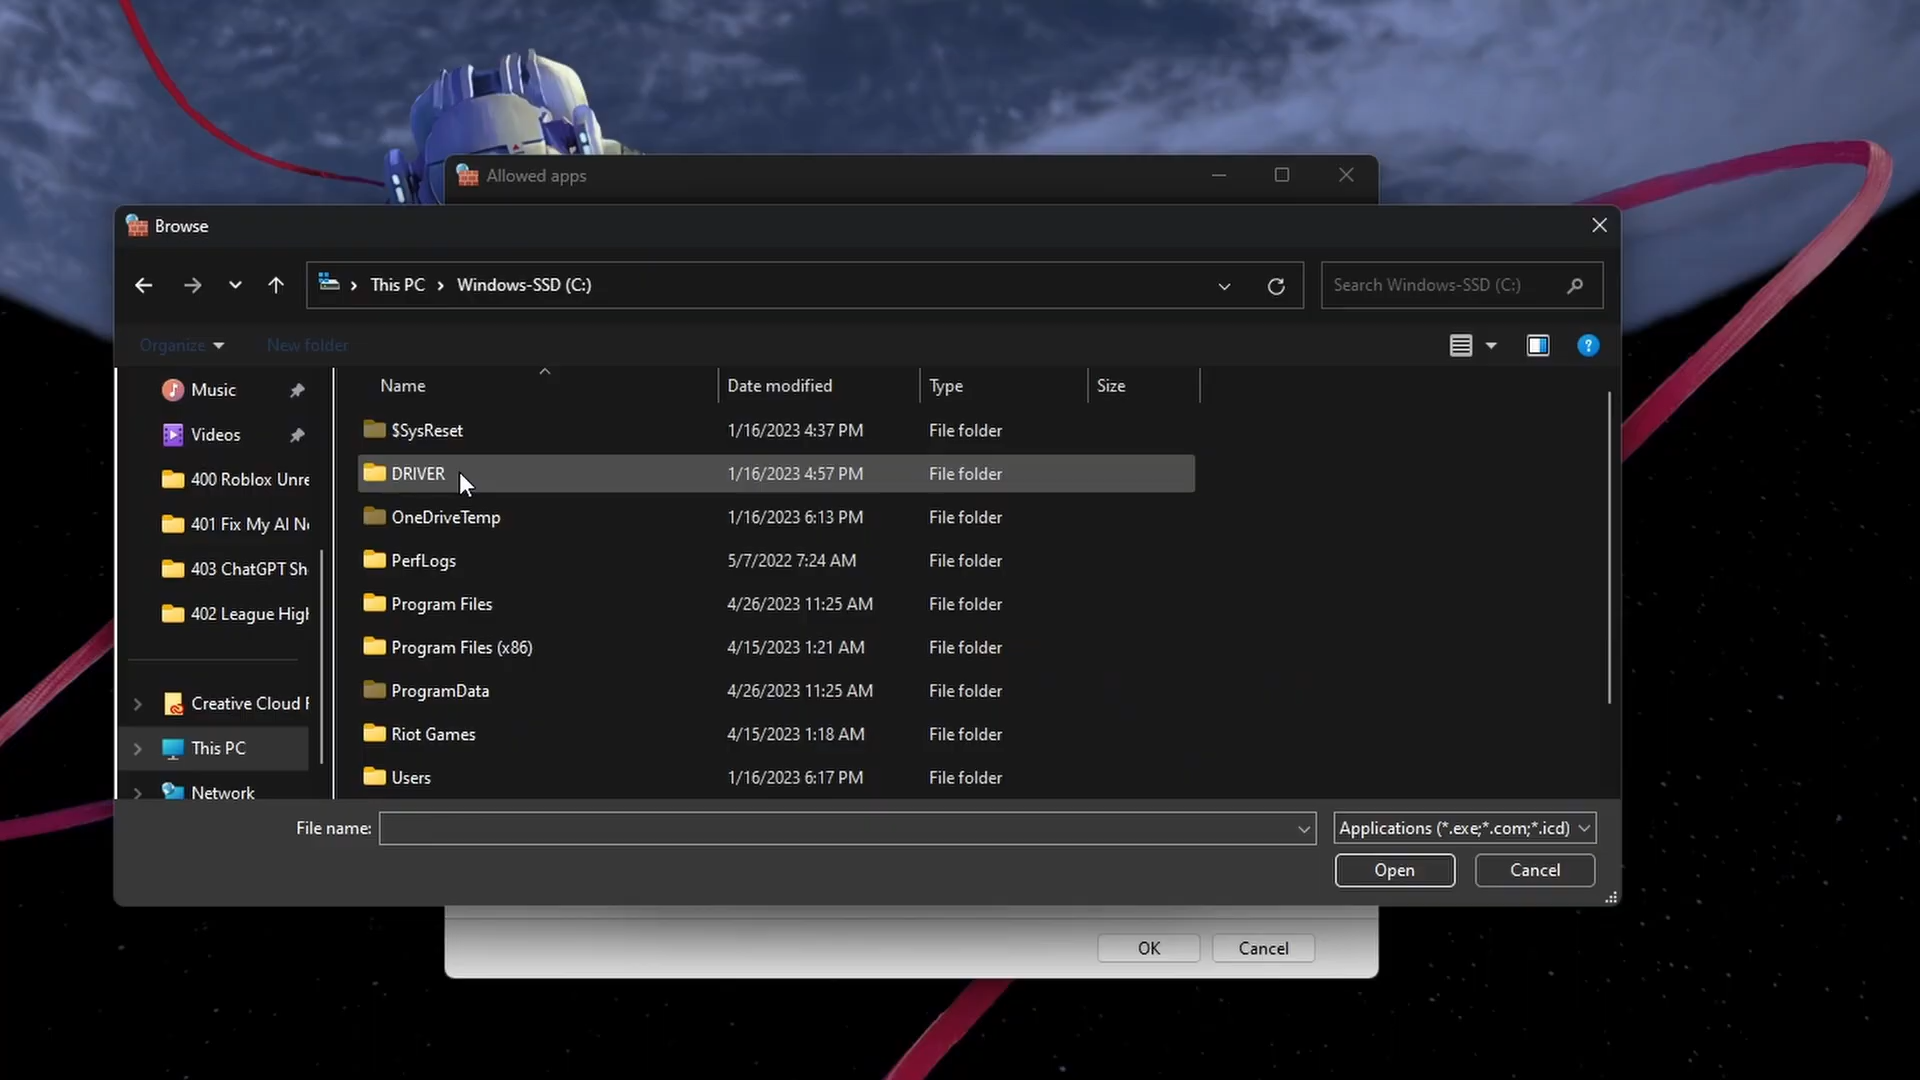 Allowed apps
Browse
This PC
Windows-SSD (C:)
Search Windows-SSD (C:)
Organize
New folder
?
Music
Videos
400 Roblox Unre
401 Fix My AI N
403 ChatGPT Sh
402 League High
Creative Cloud F
This PC
Network
Name Date modified Type Size
$SysReset 1/16/2023 4:37 PM File folder
DRIVER 1/16/2023 4:57 PM File folder
OneDriveTemp 1/16/2023 6:13 PM File folder
PerfLogs 5/7/2022 7:24 AM File folder
Program Files 4/26/2023 11:25 AM File folder
Program Files (x86) 4/15/2023 1:21 AM File folder
ProgramData 4/26/2023 11:25 AM File folder
Riot Games 4/15/2023 1:18 AM File folder
Users 1/16/2023 6:17 PM File folder
File name:
Applications (*.exe;*.com;*.icd)
Open Cancel
OK Cancel